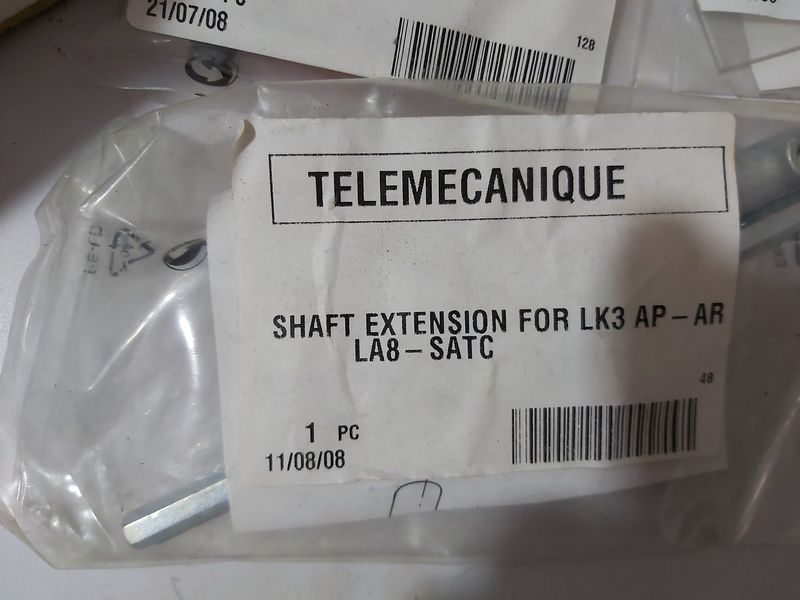 21/07/08
128
TELEMECANIQUE
SHAFT EXTENSION FOR LK3 AP – AR
LA8 – SATC
48
1 PC
11/08/08